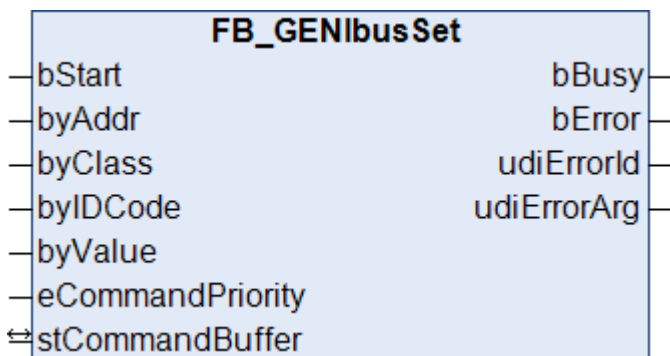 FB_GENIbusSet
bStart bBusy
byAddr bError
byClass udiErrorId
byIDCode udiErrorArg
byValue
eCommandPriority
stCommandBuffer